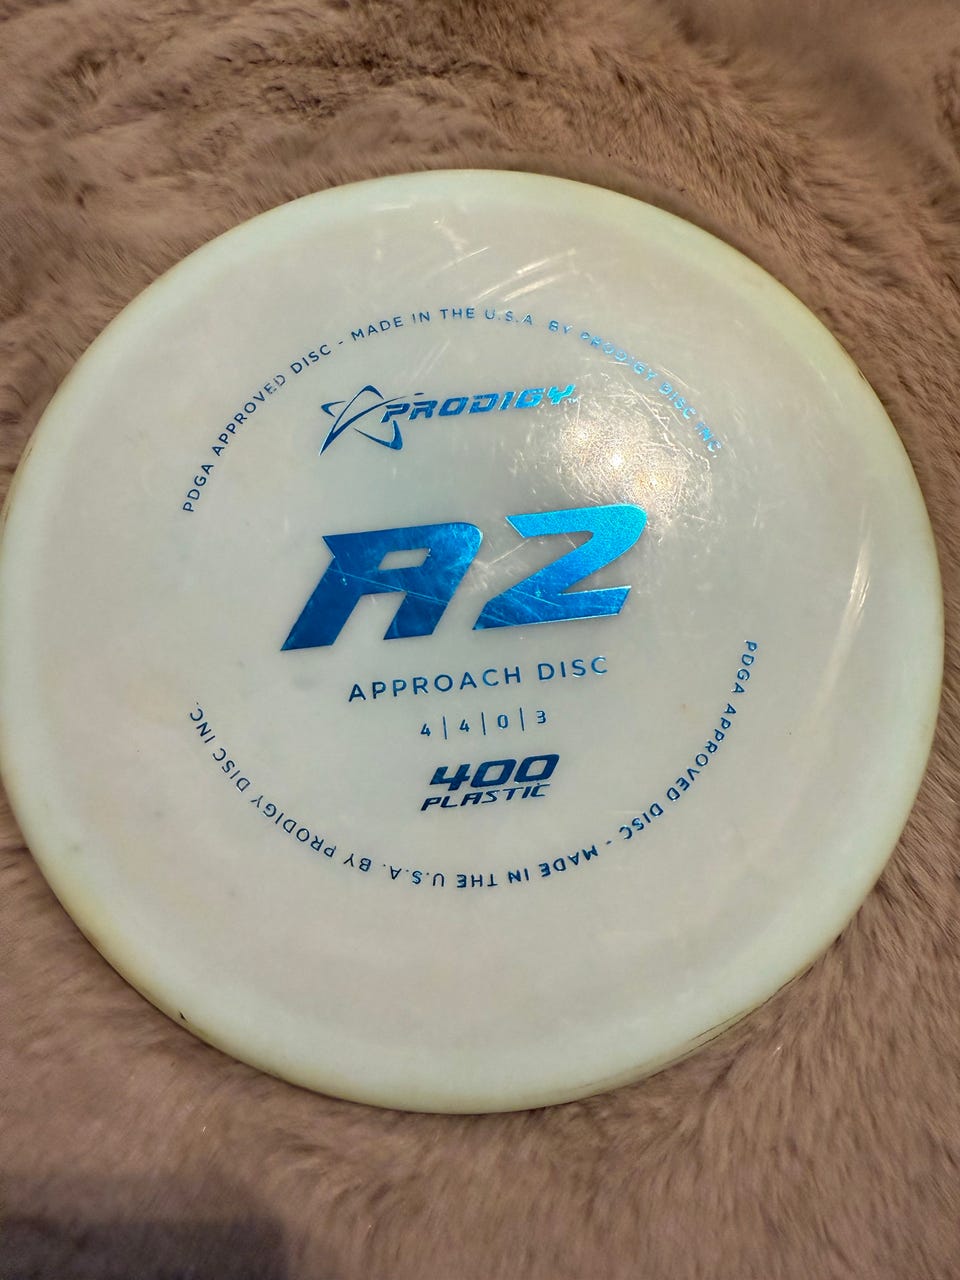 PDGA APPROVED DISC - MADE IN THE U.S.A BY PRODIGY DISC INC
PRODIGY
A2
APPROACH DISC
4|4|0|3
400
PLASTIC
PDGA APPROVED DISC - MADE IN THE U.S.A. BY PRODIGY DISC INC.